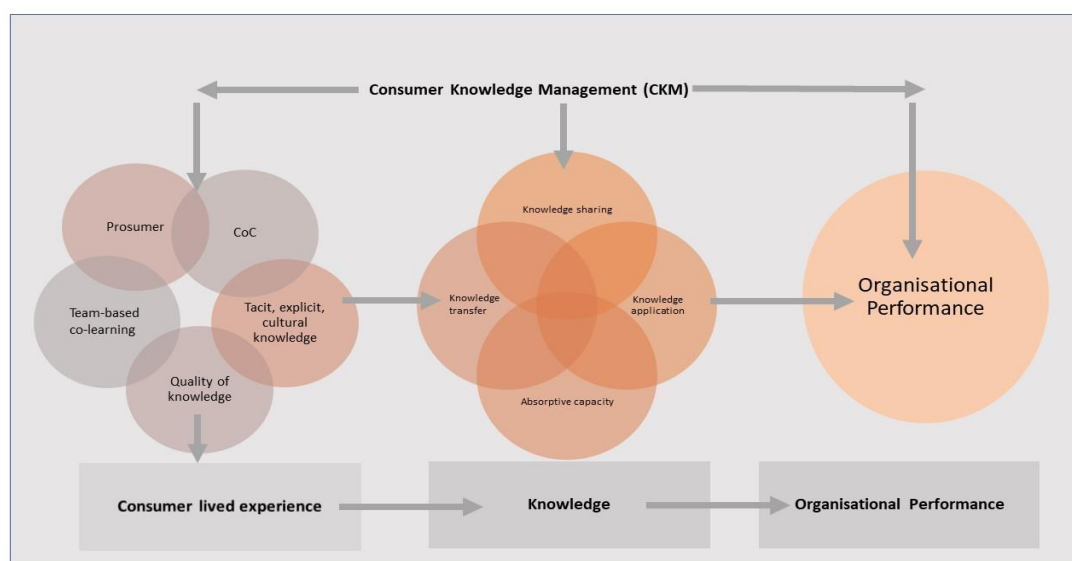 Consumer Knowledge Management (CKM)
Prosumer
CoC
Team-based
co-learning
Tacit, explicit,
cultural
knowledge
Quality of
knowledge
Knowledge sharing
Knowledge
transfer
Knowledge
application
Absorptive capacity
Organisational
Performance
Consumer lived experience
Knowledge
Organisational Performance